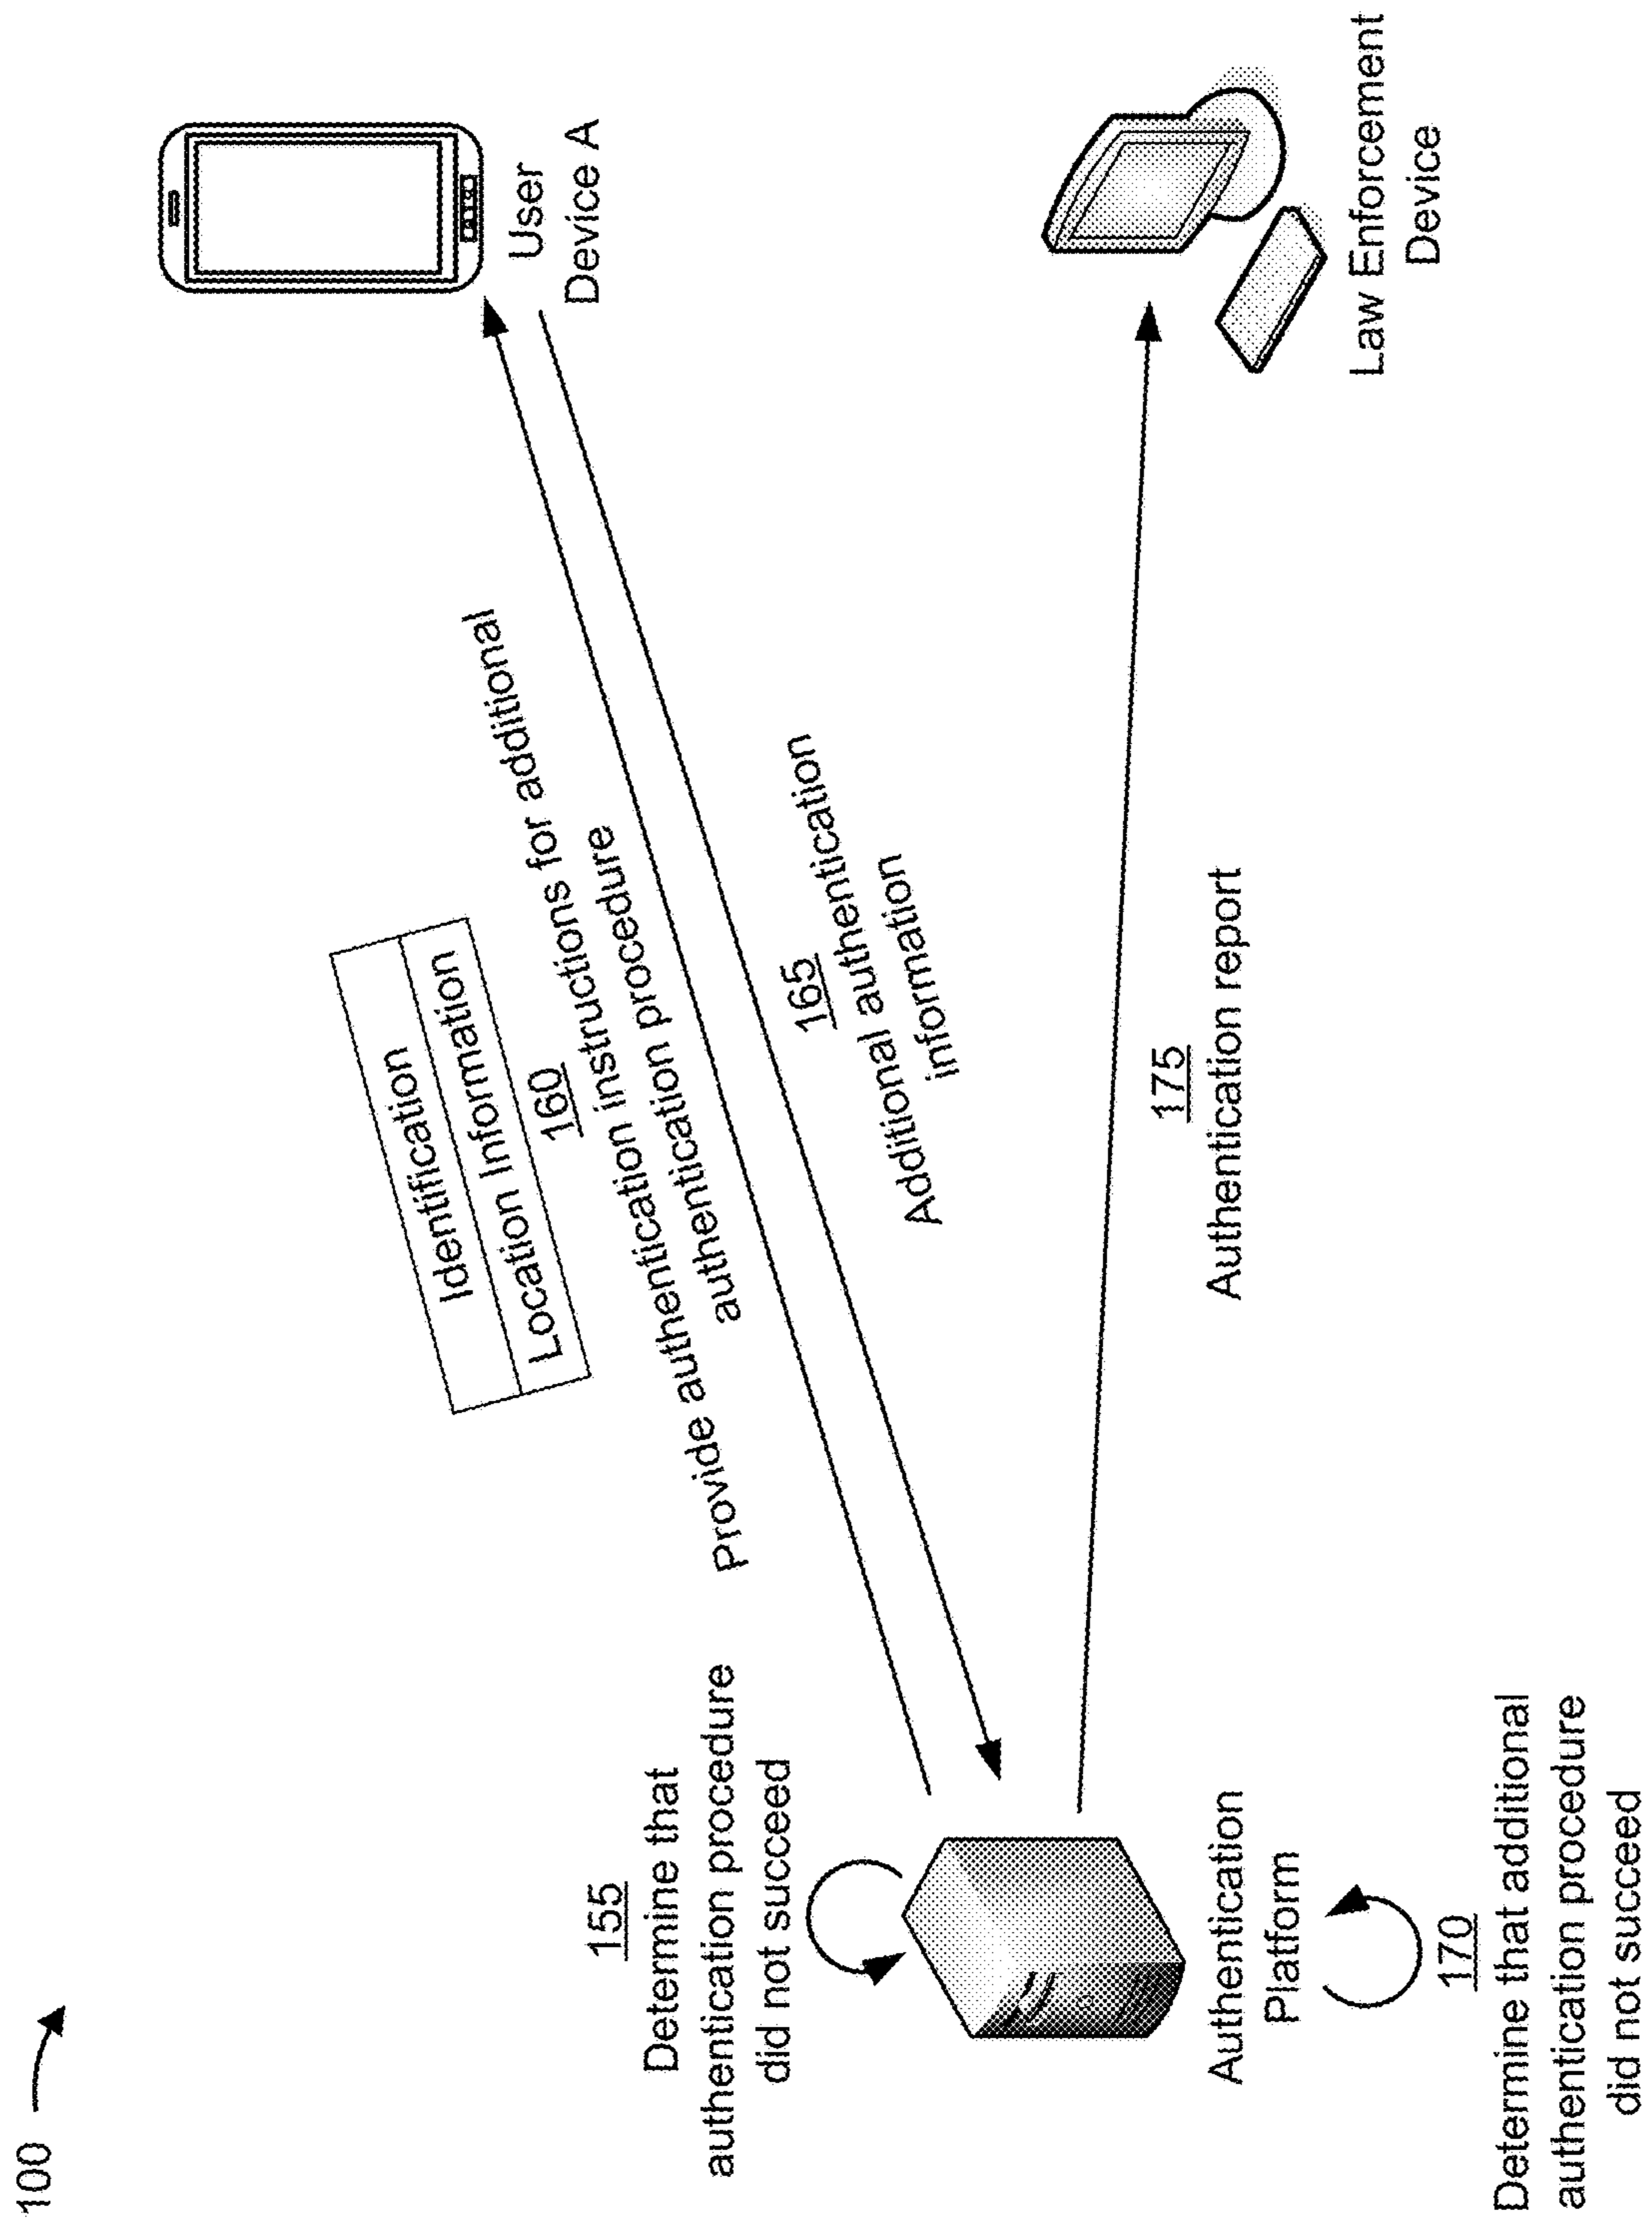 100
155
Determine that
authentication procedure
did not succeed
Identification
Location Information
160
Provide authentication instructions for additional
authentication procedure
User
Device A
165
Additional authentication
information
Authentication
Platform
175
Authentication report
Law Enforcement
Device
170
Determine that additional
authentication procedure
did not succeed